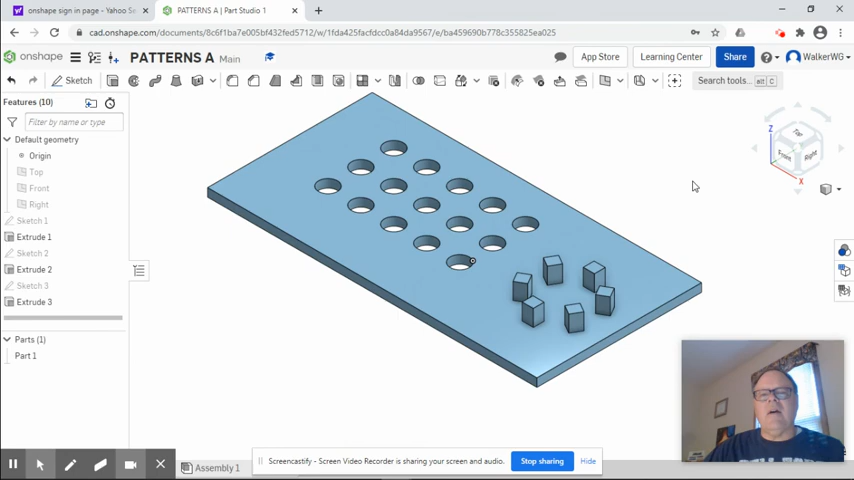 onshape sign in page - Yahoo Se
PATTERNS A | Part Studio 1
cad.onshape.com/documents/8c6f1ba7e005bf432fed5712/w/1fda425facfdcc0a84da9567/e/ba459690b778c355825ea025
onshape
PATTERNS A Main
App Store
Learning Center
Share
WalkerWG
Sketch
Search tools... alt C
Features (10)
Filter by name or type
Default geometry
Origin
Top
Front
Right
Sketch 1
Extrude 1
Sketch 2
Extrude 2
Sketch 3
Extrude 3
Parts (1)
Part 1
Z
Top
Front
Right
X
Assembly 1
Screencastify - Screen Video Recorder is sharing your screen and audio.
Stop sharing
Hide